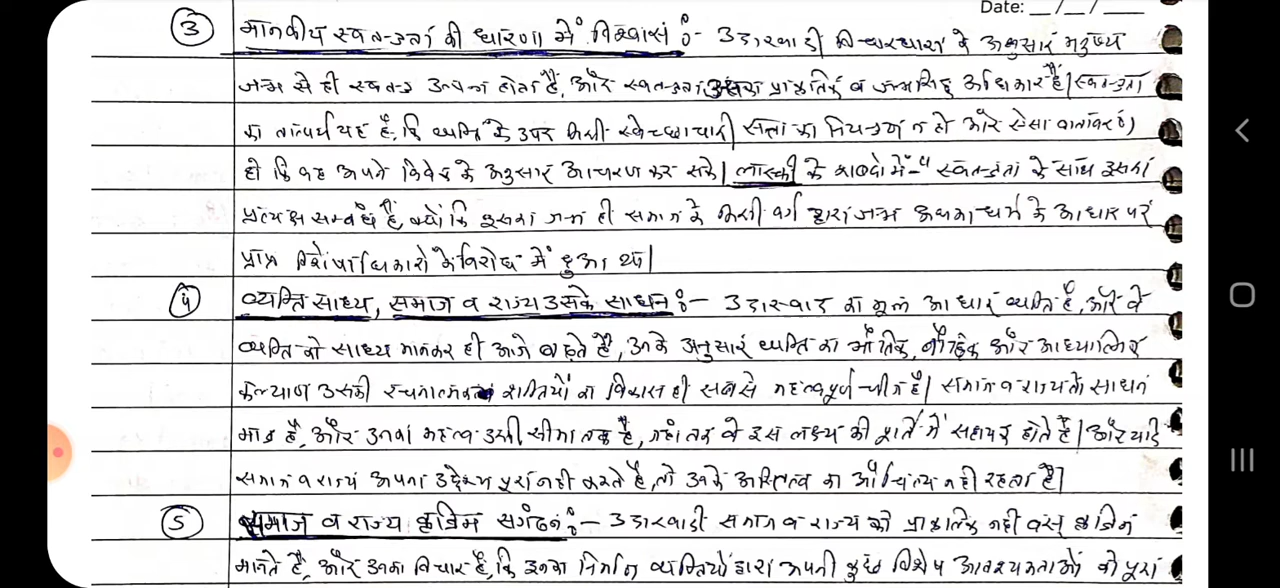 Date: __/__/____
③ मानवीय स्वतन्त्रता की धारणा में विश्वास :- उदारवादी विचारधारा के अनुसार मनुष्य
जन्म से ही स्वतन्त्र उत्पन्न होता है, और स्वतन्त्रता उसका प्राकृतिक व जन्मसिद्ध अधिकार है। स्वतन्त्रता
का तात्पर्य यह है, कि व्यक्ति के उपर किसी स्वेच्छाचारी सत्ता का नियन्त्रण न हो और ऐसा वातावरण
हो कि वह अपने विवेक के अनुसार आचरण कर सके। लास्की के शब्दो में - "स्वतन्त्रता के साथ इसका
प्रत्यक्ष सम्बंध है, क्यों कि इसका जन्म ही समाज के किसी वर्ग द्वारा जन्म अथवा धर्म के आधार पर
प्राप्त विशेषाधिकारो के विरोध में हुआ था।
④ व्यक्ति साध्य, समाज व राज्य उसके साधन :- उदारवाद का मूल आधार व्यक्ति है, और वे
व्यक्ति को साध्य मानकर ही आगे बढ़ते है, उनके अनुसार व्यक्ति का भौतिक, बौद्धिक और आध्यात्मिक
कल्याण उसकी रचनात्मक शक्तियों का विकास ही सबसे महत्वपूर्ण चीज है। समाज व राज्य तो साधन
मात्र है, और उनका महत्व उसी सीमा तक है, जहां तक वे इस लक्ष्य की प्राप्ति में सहायक होते है। और यदि
समाज व राज्य अपना उद्देश्य पूरा नही करते है, तो उनके अस्तित्व का औचित्य नही रहता है।
⑤ समाज व राज्य कृत्रिम संगठन :- उदारवादी समाज व राज्य को प्राकृतिक नही वरन् कृत्रिम
मानते है, और उनका विचार है, कि इनका निर्माण व्यक्तियों द्वारा अपनी कुछ विशेष आवश्यकताओं को पूरा